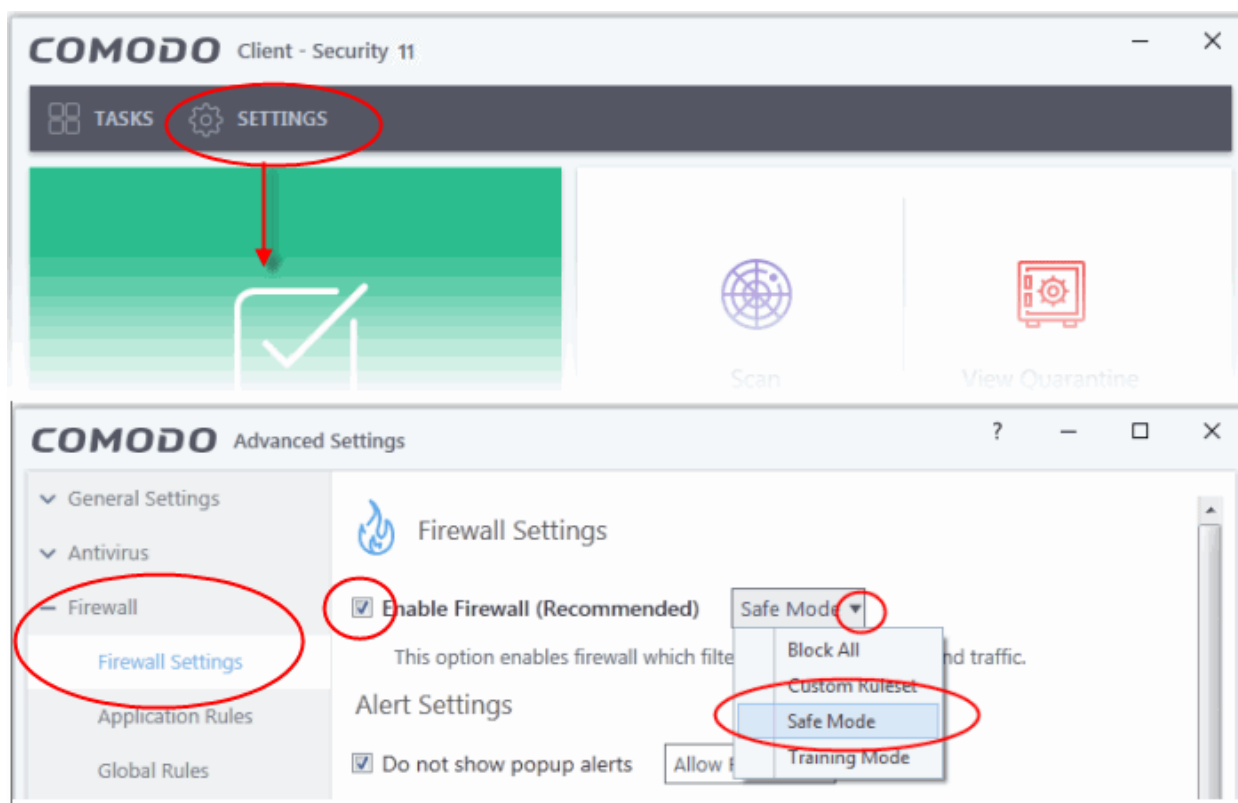 COMODO Client - Security 11
TASKS SETTINGS
Scan View Quarantine
COMODO Advanced Settings ?
General Settings
Firewall Settings
Antivirus
Firewall
Enable Firewall (Recommended) Safe Mode
Firewall Settings
This option enables firewall which nd traffic.
Block All
Custom Ruleset
Safe Mode
Training Mode
Application Rules
Alert Settings
Global Rules
Do not show popup alerts Allow